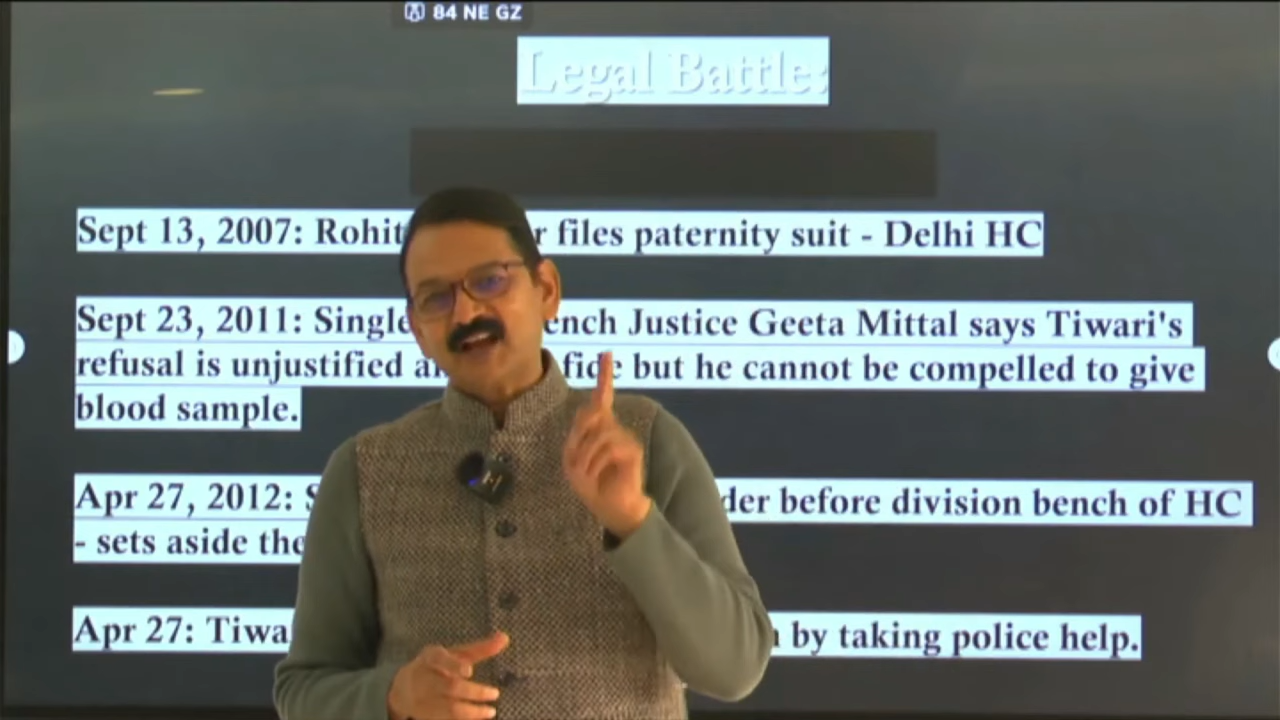 84 NE GZ
Legal Battle:
Sept 13, 2007: Rohit r files paternity suit - Delhi HC
Sept 23, 2011: Single ench Justice Geeta Mittal says Tiwari's
refusal is unjustified a fide but he cannot be compelled to give
blood sample.
Apr 27, 2012: S der before division bench of HC
- sets aside the
Apr 27: Tiwa by taking police help.